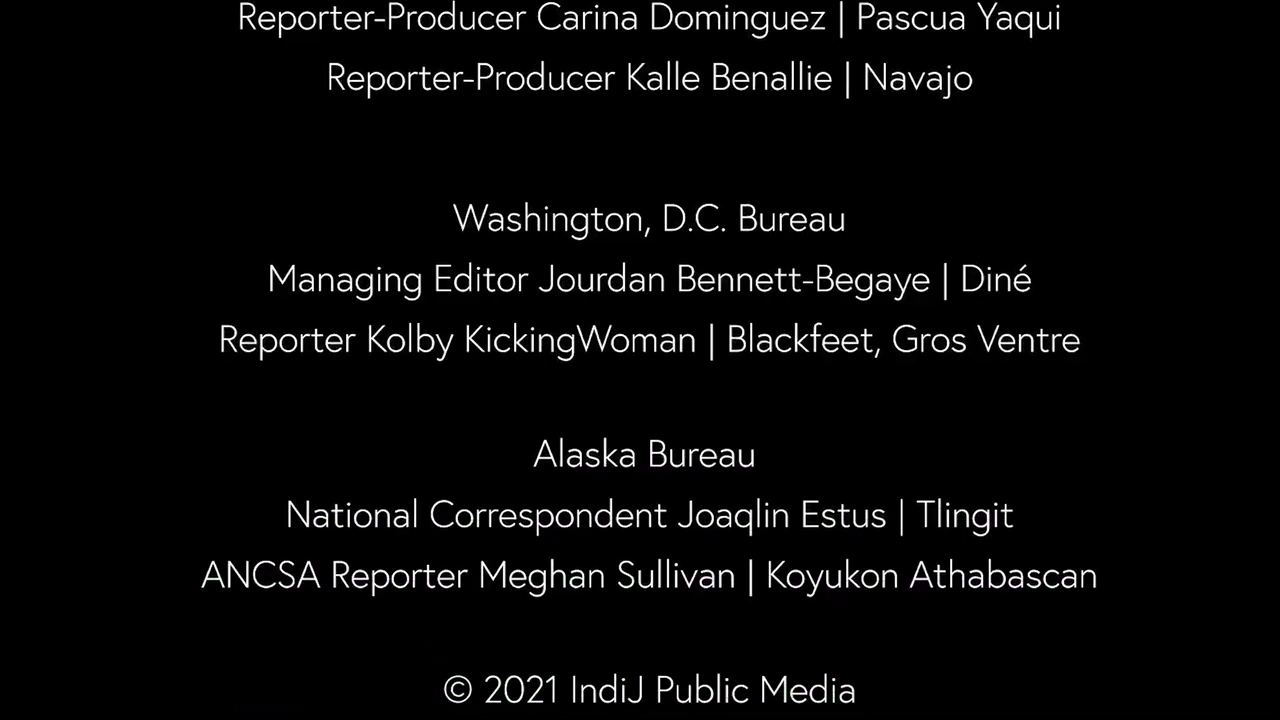 Reporter-Producer Carina Dominguez | Pascua Yaqui
Reporter-Producer Kalle Benallie | Navajo
Washington, D.C. Bureau
Managing Editor Jourdan Bennett-Begaye | Diné
Reporter Kolby KickingWoman | Blackfeet, Gros Ventre
Alaska Bureau
National Correspondent Joaqlin Estus | Tlingit
ANCSA Reporter Meghan Sullivan | Koyukon Athabascan
© 2021 IndiJ Public Media